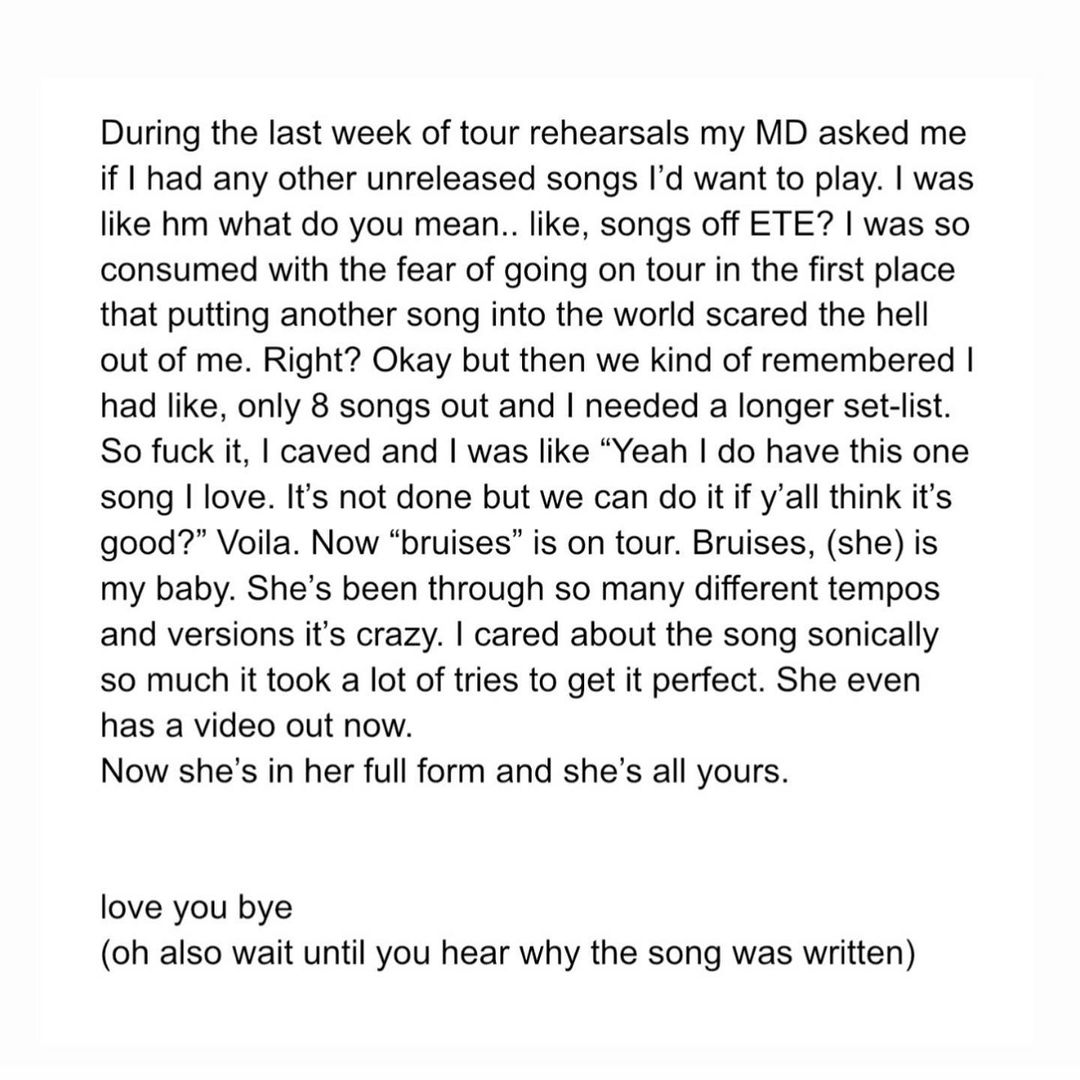 During the last week of tour rehearsals my MD asked me
if I had any other unreleased songs I’d want to play. I was
like hm what do you mean.. like, songs off ETE? I was so
consumed with the fear of going on tour in the first place
that putting another song into the world scared the hell
out of me. Right? Okay but then we kind of remembered I
had like, only 8 songs out and I needed a longer set-list.
So fuck it, I caved and I was like “Yeah I do have this one
song I love. It’s not done but we can do it if y’all think it’s
good?” Voila. Now “bruises” is on tour. Bruises, (she) is
my baby. She’s been through so many different tempos
and versions it’s crazy. I cared about the song sonically
so much it took a lot of tries to get it perfect. She even
has a video out now.
Now she’s in her full form and she’s all yours.
love you bye
(oh also wait until you hear why the song was written)